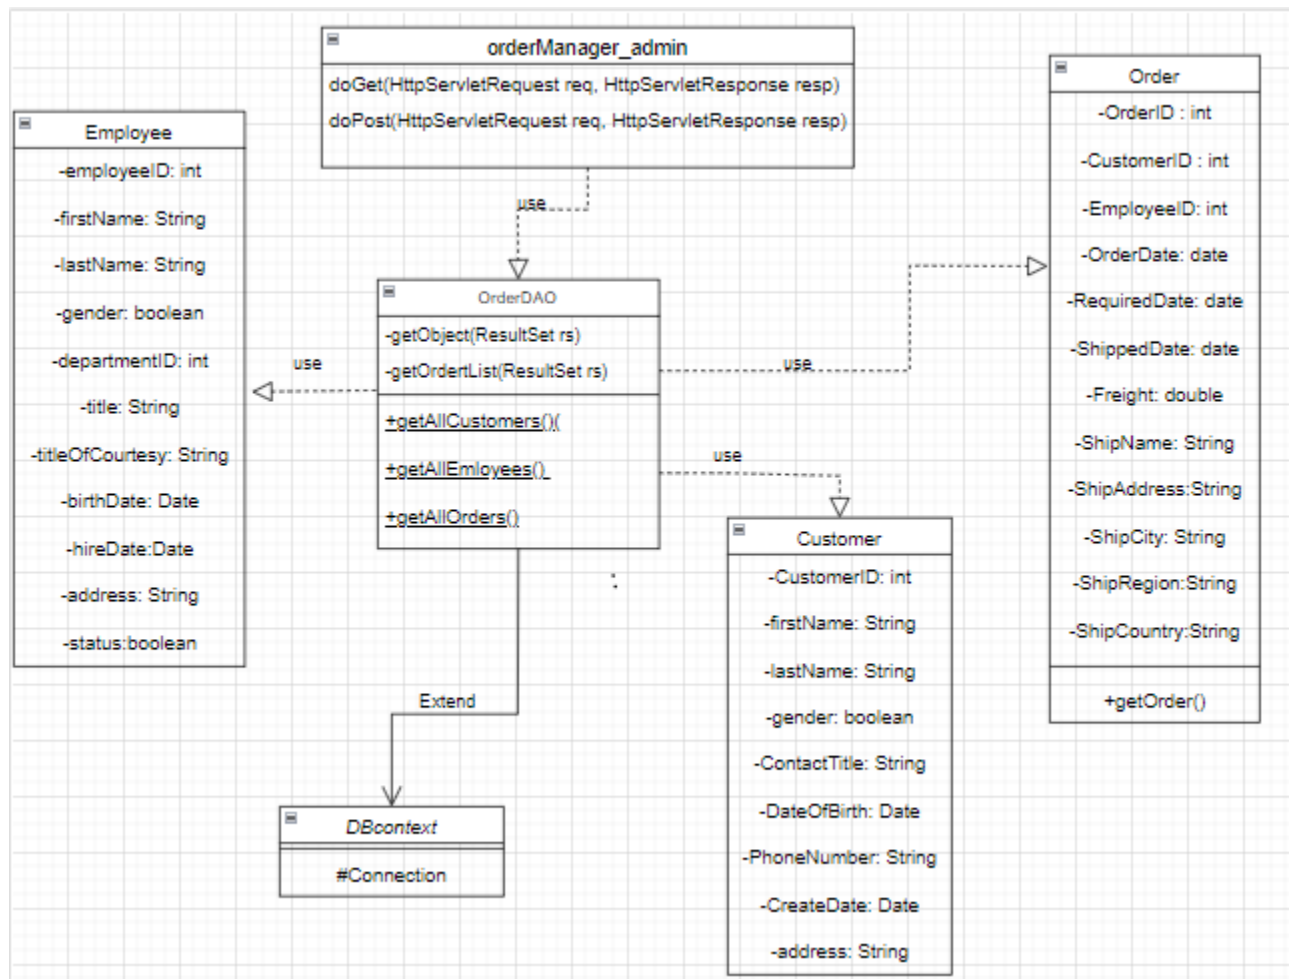 orderManager_admin
doGet(HttpServletRequest req, HttpServletResponse resp)
doPost(HttpServletRequest req, HttpServletResponse resp)
use
Employee
-employeeID: int
-firstName: String
-lastName: String
-gender: boolean
-departmentID: int
-title: String
-titleOfCourtesy: String
-birthDate: Date
-hireDate:Date
-address: String
-status:boolean
use
OrderDAO
-getObject(ResultSet rs)
-getOrdertList(ResultSet rs)
+getAllCustomers()(
+getAllEmloyees()
+getAllOrders()
use
use
:
Order
-OrderID : int
-CustomerID : int
-EmployeeID: int
-OrderDate: date
-RequiredDate: date
-ShippedDate: date
-Freight: double
-ShipName: String
-ShipAddress:String
-ShipCity: String
-ShipRegion:String
-ShipCountry:String
+getOrder()
Customer
-CustomerID: int
-firstName: String
-lastName: String
-gender: boolean
-ContactTitle: String
-DateOfBirth: Date
-PhoneNumber: String
-CreateDate: Date
-address: String
Extend
DBcontext
#Connection